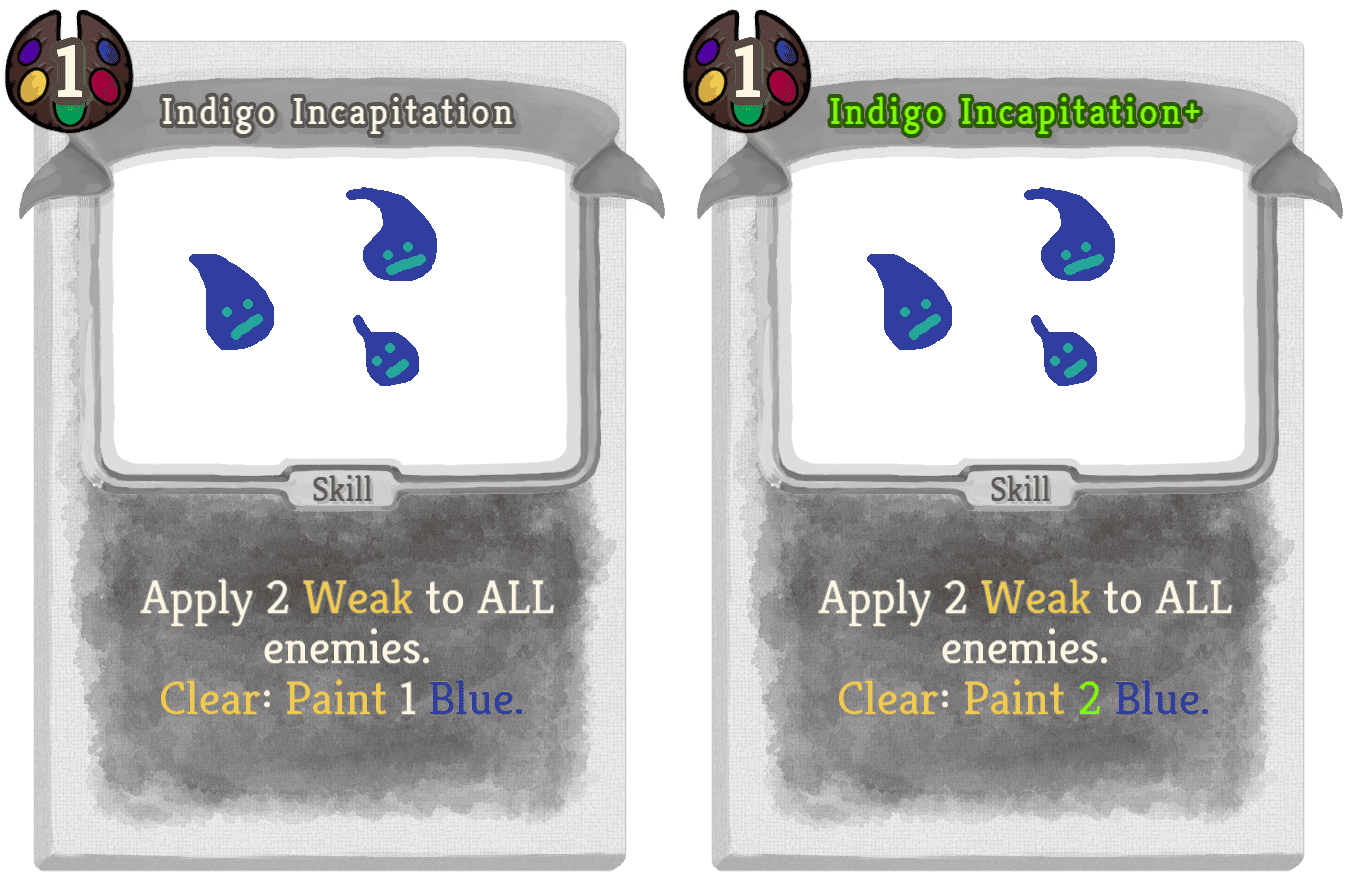 1
Indigo Incapitation
Skill
Apply 2 Weak to ALL
enemies.
Clear: Paint 1 Blue.
1
Indigo Incapitation+
Skill
Apply 2 Weak to ALL
enemies.
Clear: Paint 2 Blue.